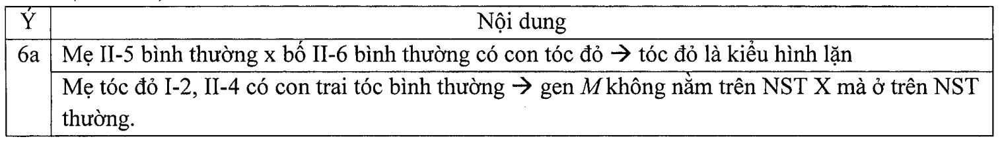 Ý Nội dung
6a Mẹ II-5 bình thường x bố II-6 bình thường có con tóc đỏ → tóc đỏ là kiểu hình lặn
Mẹ tóc đỏ I-2, II-4 có con trai tóc bình thường → gen M không nằm trên NST X mà ở trên NST
thường.